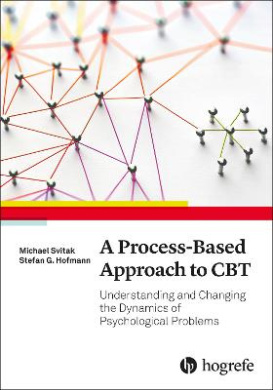 Michael Svitak
Stefan G. Hofmann
A Process-Based
Approach to CBT
Understanding and Changing
the Dynamics of
Psychological Problems
hogrefe